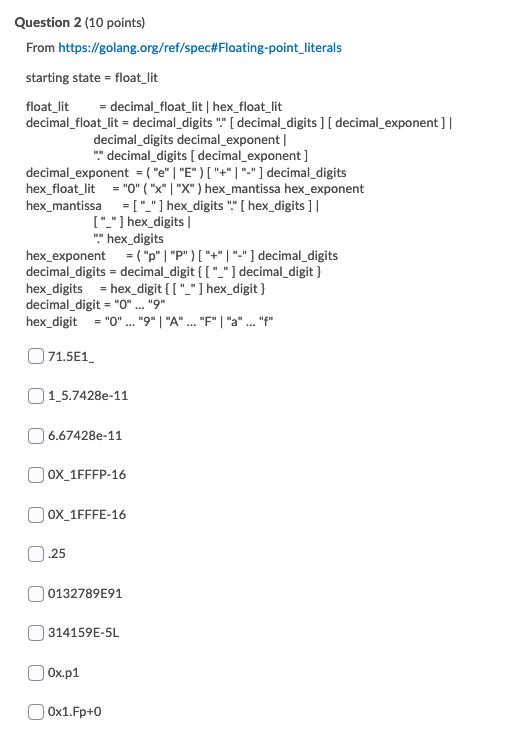 Question 2 (10 points)
From https://golang.org/ref/spec#Floating-point_literals
starting state = float_lit
float_lit = decimal_float_lit | hex_float_lit
decimal_float_lit = decimal_digits "." [ decimal_digits ] [ decimal_exponent ] |
decimal_digits decimal_exponent |
"." decimal_digits [ decimal_exponent ]
decimal_exponent = ( "e" | "E" ) [ "+" | "-" ] decimal_digits
hex_float_lit = "0" ( "x" | "X" ) hex_mantissa hex_exponent
hex_mantissa = [ "_" ] hex_digits "." [ hex_digits ] |
[ "_" ] hex_digits |
"." hex_digits
hex_exponent = ( "p" | "P" ) [ "+" | "-" ] decimal_digits
decimal_digits = decimal_digit { [ "_" ] decimal_digit }
hex_digits = hex_digit { [ "_" ] hex_digit }
decimal_digit = "0" ... "9"
hex_digit = "0" ... "9" | "A" ... "F" | "a" ... "f"
71.5E1_
1_5.7428e-11
6.67428e-11
0X_1FFFP-16
0X_1FFFE-16
.25
0132789E91
314159E-5L
0x.p1
0x1.Fp+0